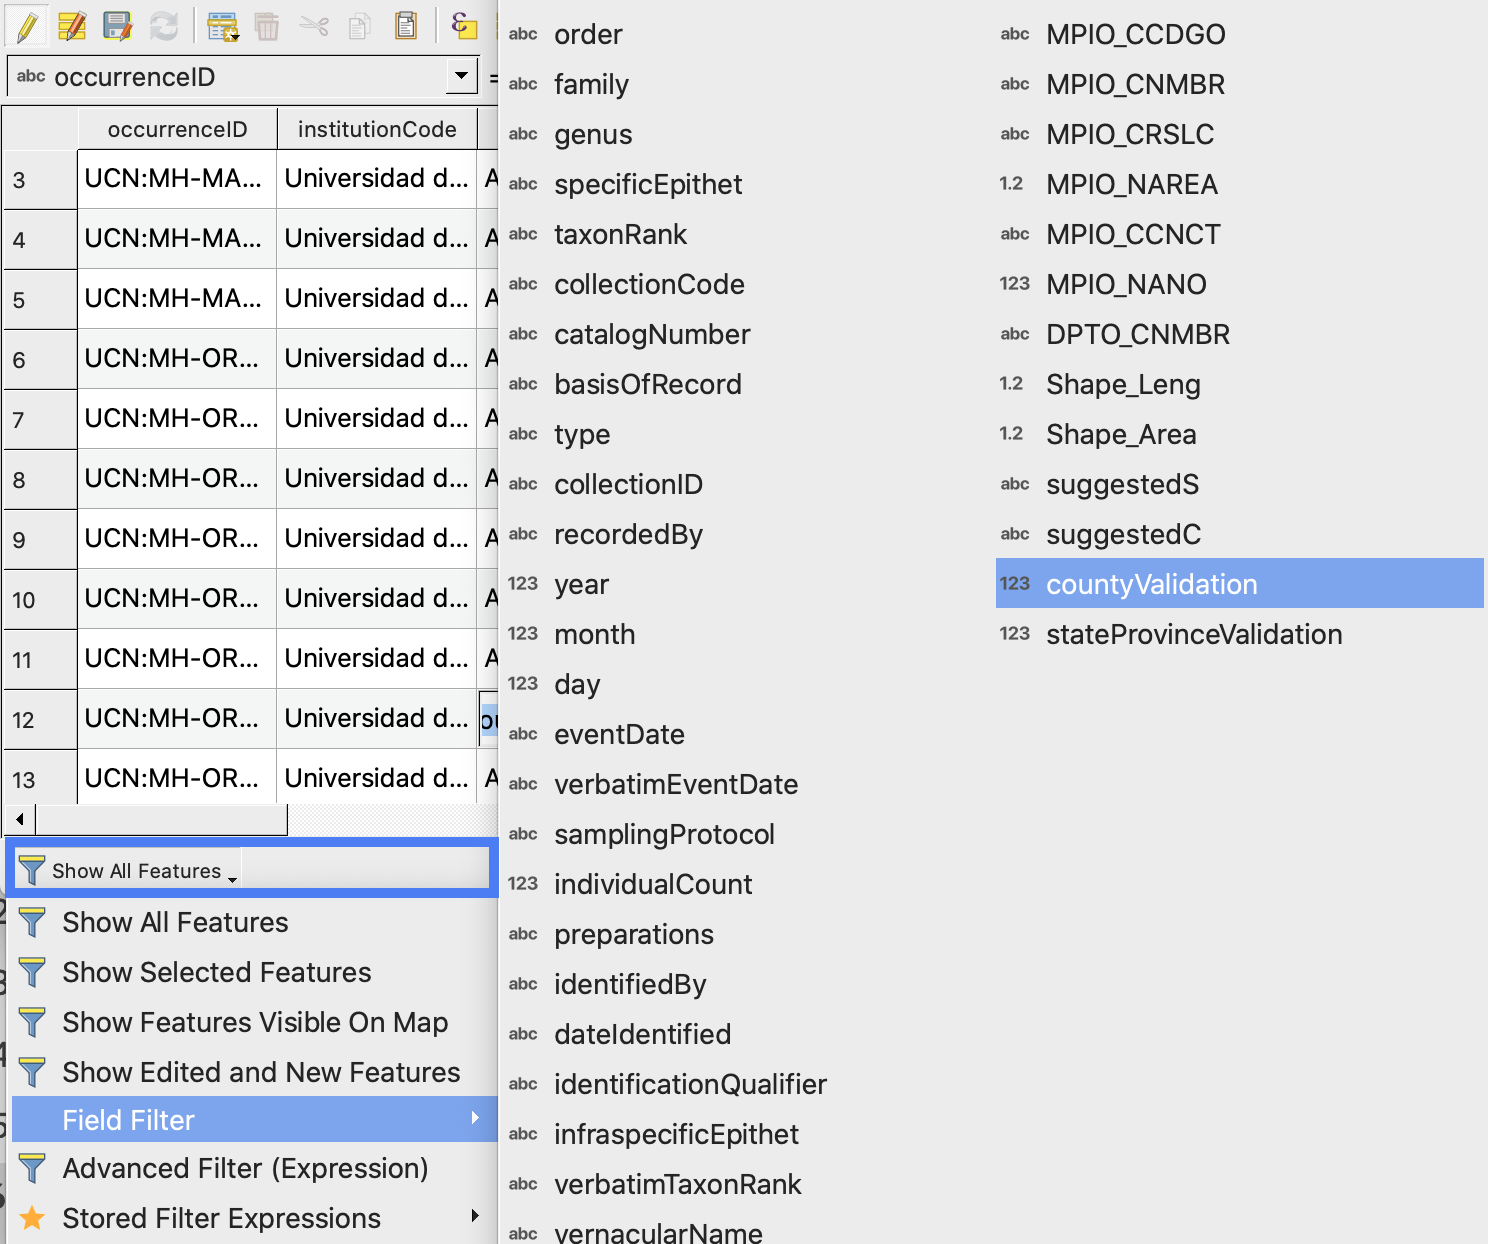 abc occurrenceID =
occurrenceID institutionCode
3 UCN:MH-MA... Universidad d... A
4 UCN:MH-MA... Universidad d... A
5 UCN:MH-MA... Universidad d... A
6 UCN:MH-OR... Universidad d... A
7 UCN:MH-OR... Universidad d... A
8 UCN:MH-OR... Universidad d... A
9 UCN:MH-OR... Universidad d... A
10 UCN:MH-OR... Universidad d... A
11 UCN:MH-OR... Universidad d... A
12 UCN:MH-OR... Universidad d...
13 UCN:MH-OR... Universidad d... A
Show All Features
Show All Features
Show Selected Features
Show Features Visible On Map
Show Edited and New Features
Field Filter
Advanced Filter (Expression)
Stored Filter Expressions
abc order
abc family
abc genus
abc specificEpithet
abc taxonRank
abc collectionCode
abc catalogNumber
abc basisOfRecord
abc type
abc collectionID
abc recordedBy
123 year
123 month
123 day
abc eventDate
abc verbatimEventDate
abc samplingProtocol
123 individualCount
abc preparations
abc identifiedBy
abc dateIdentified
abc identificationQualifier
abc infraspecificEpithet
abc verbatimTaxonRank
abc vernacularName
abc MPIO_CCDGO
abc MPIO_CNMBR
abc MPIO_CRSLC
1.2 MPIO_NAREA
abc MPIO_CCNCT
123 MPIO_NANO
abc DPTO_CNMBR
1.2 Shape_Leng
1.2 Shape_Area
abc suggestedS
abc suggestedC
123 countyValidation
123 stateProvinceValidation